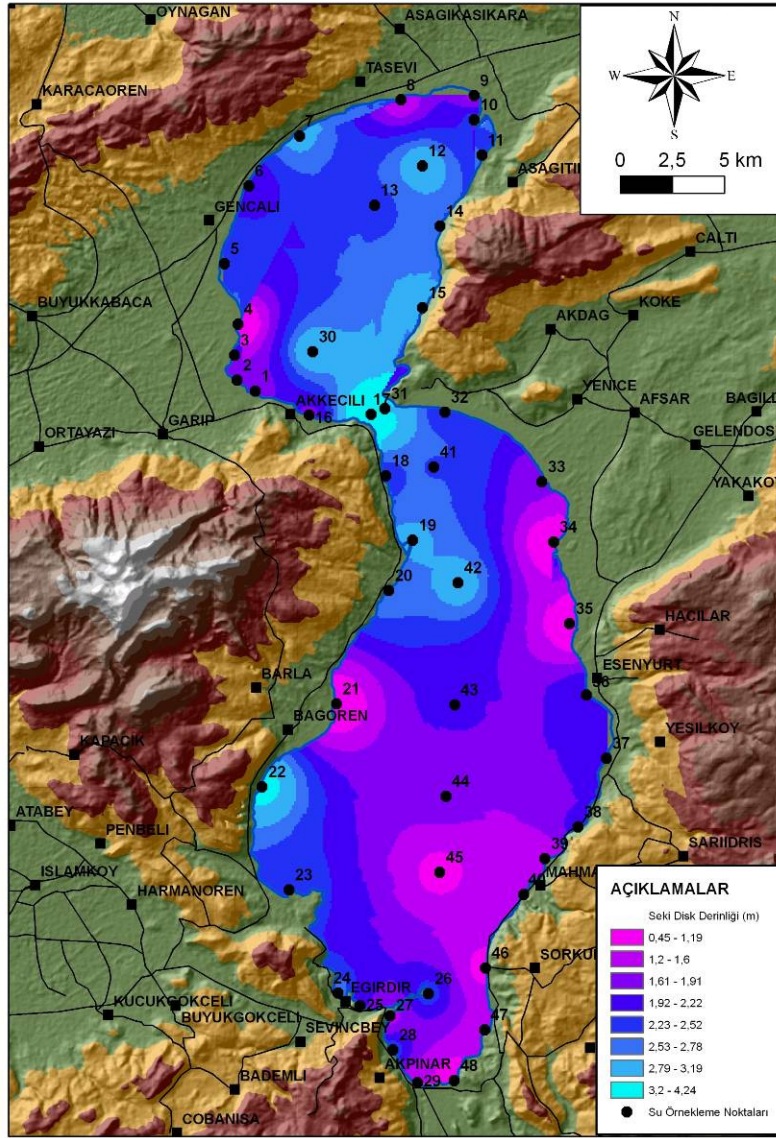 OYNAGAN
ASAGIKASIKARA
N
TASEVI
W E
9
8
KARACAOREN
S
10
7
11
12
0 2,5 5 km
6
13
GENCALI
14
CALTI
5
15
BUYUKKABACA
4
KOKE
AKDAG
3
30
2
1
YENICE
31
32
AKKECILI
17
AFSAR
16
GARIP
ORTAYAZI
GELENDOS
41
18
33
34
19
42
20
35
HACILAR
ESENYURT
BARLA
21
36
43
BAGOREN
YESILKOY
KAPACIK
37
22
44
ATABEY
38
PENBELI
SARIIDRIS
39
45
ISLAMKOY
23
HARMANOREN
46
24
EGIRDIR
26
KUCUKGOKCELI
BUYUKGOKCELI
25
27
SEVINCBEY
47
28
AKPINAR
BADEMLI
29
48
COBANISA
AÇIKLAMALAR
Seki Disk Derinliği (m)
0,45 - 1,19
1,2 - 1,6
1,61 - 1,91
1,92 - 2,22
2,23 - 2,52
2,53 - 2,78
2,79 - 3,19
3,2 - 4,24
Su Örnekleme Noktaları